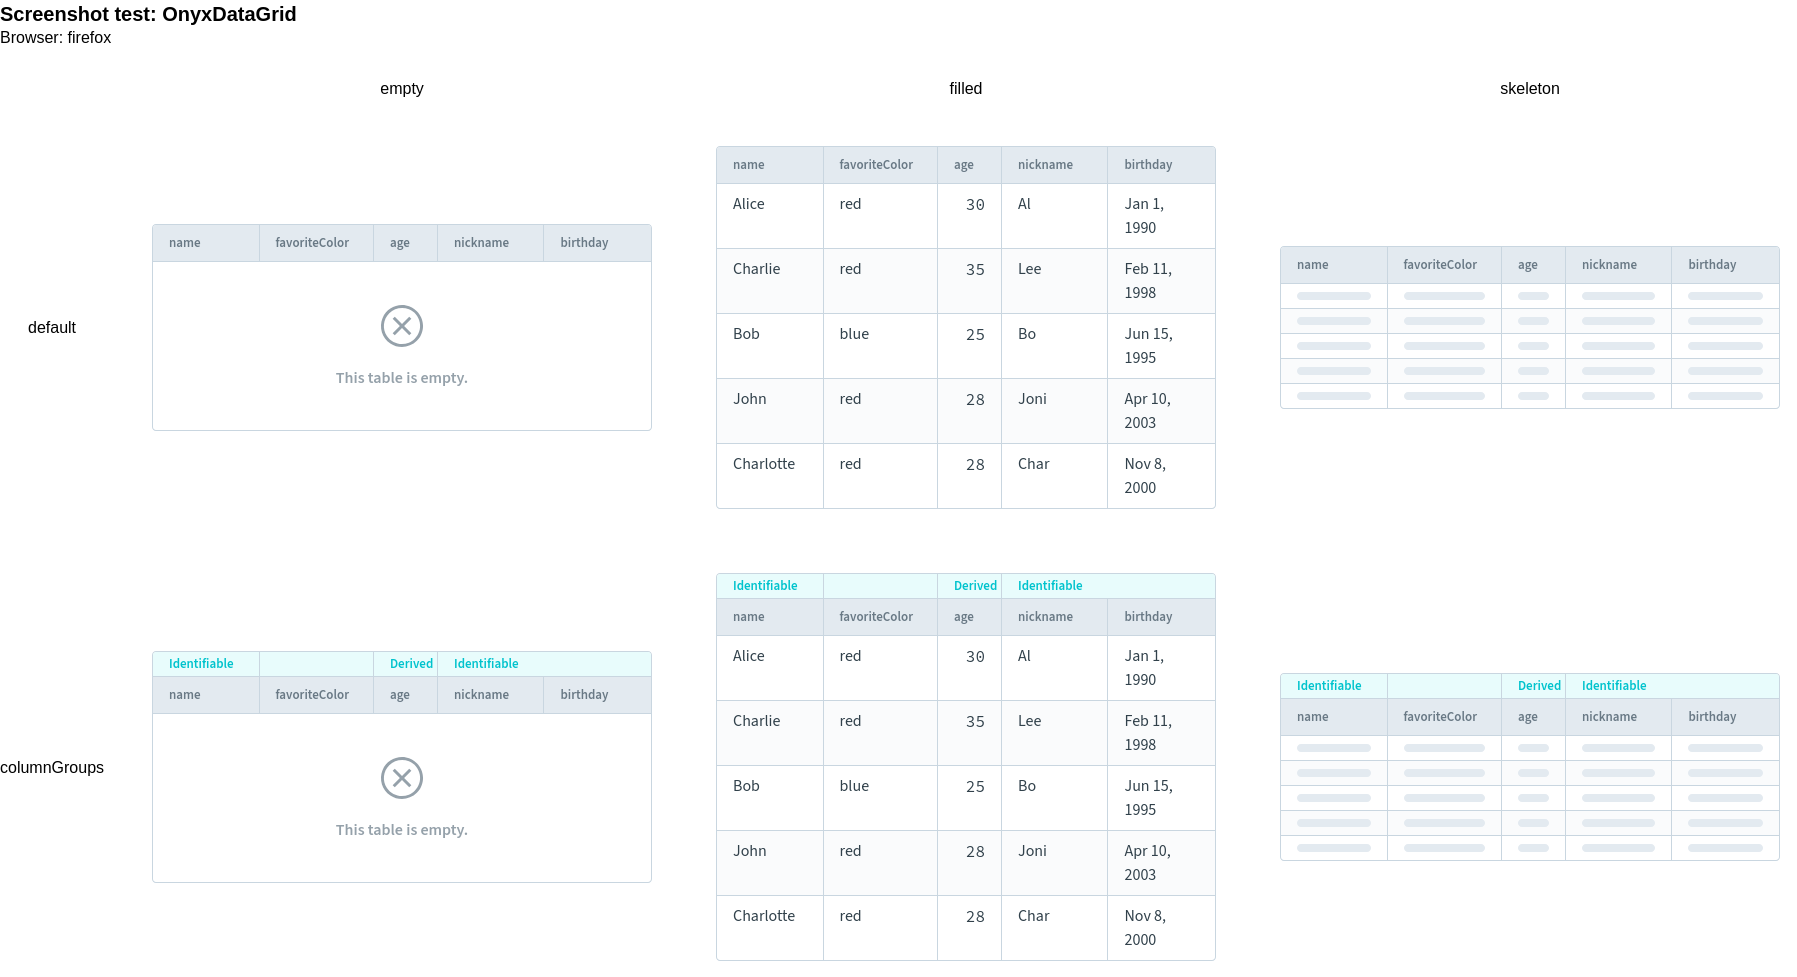 Screenshot test: OnyxDataGrid
Browser: firefox
empty filled skeleton
default
name favoriteColor age nickname birthday
This table is empty.
name favoriteColor age nickname birthday
Alice red 30 Al Jan 1,
1990
Charlie red 35 Lee Feb 11,
1998
Bob blue 25 Bo Jun 15,
1995
John red 28 Joni Apr 10,
2003
Charlotte red 28 Char Nov 8,
2000
name favoriteColor age nickname birthday
columnGroups
Identifiable Derived Identifiable
name favoriteColor age nickname birthday
This table is empty.
Identifiable Derived Identifiable
name favoriteColor age nickname birthday
Alice red 30 Al Jan 1,
1990
Charlie red 35 Lee Feb 11,
1998
Bob blue 25 Bo Jun 15,
1995
John red 28 Joni Apr 10,
2003
Charlotte red 28 Char Nov 8,
2000
Identifiable Derived Identifiable
name favoriteColor age nickname birthday